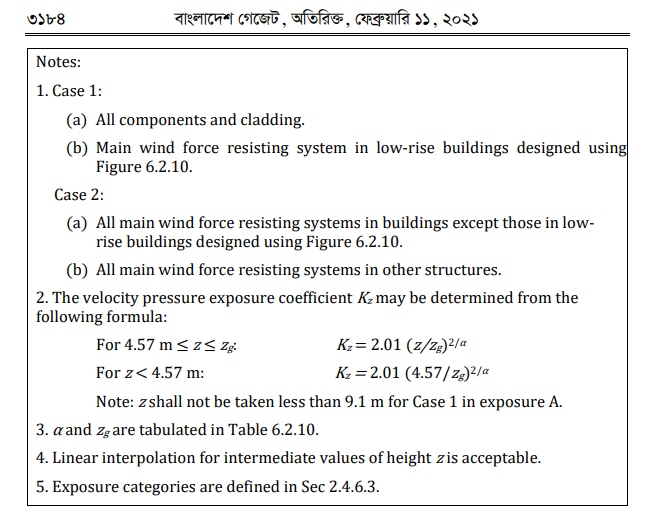 ৩১৮৪ বাংলাদেশ গেজেট, অতিরিক্ত, ফেব্রুয়ারি ১১, ২০২১
Notes:
1. Case 1:
(a) All components and cladding.
(b) Main wind force resisting system in low-rise buildings designed using
Figure 6.2.10.
Case 2:
(a) All main wind force resisting systems in buildings except those in low-
rise buildings designed using Figure 6.2.10.
(b) All main wind force resisting systems in other structures.
2. The velocity pressure exposure coefficient Kz may be determined from the
following formula:
For 4.57 m ≤ z ≤ zg: Kz = 2.01 (z/zg)^2/α
For z < 4.57 m: Kz = 2.01 (4.57/zg)^2/α
Note: z shall not be taken less than 9.1 m for Case 1 in exposure A.
3. α and zg are tabulated in Table 6.2.10.
4. Linear interpolation for intermediate values of height z is acceptable.
5. Exposure categories are defined in Sec 2.4.6.3.